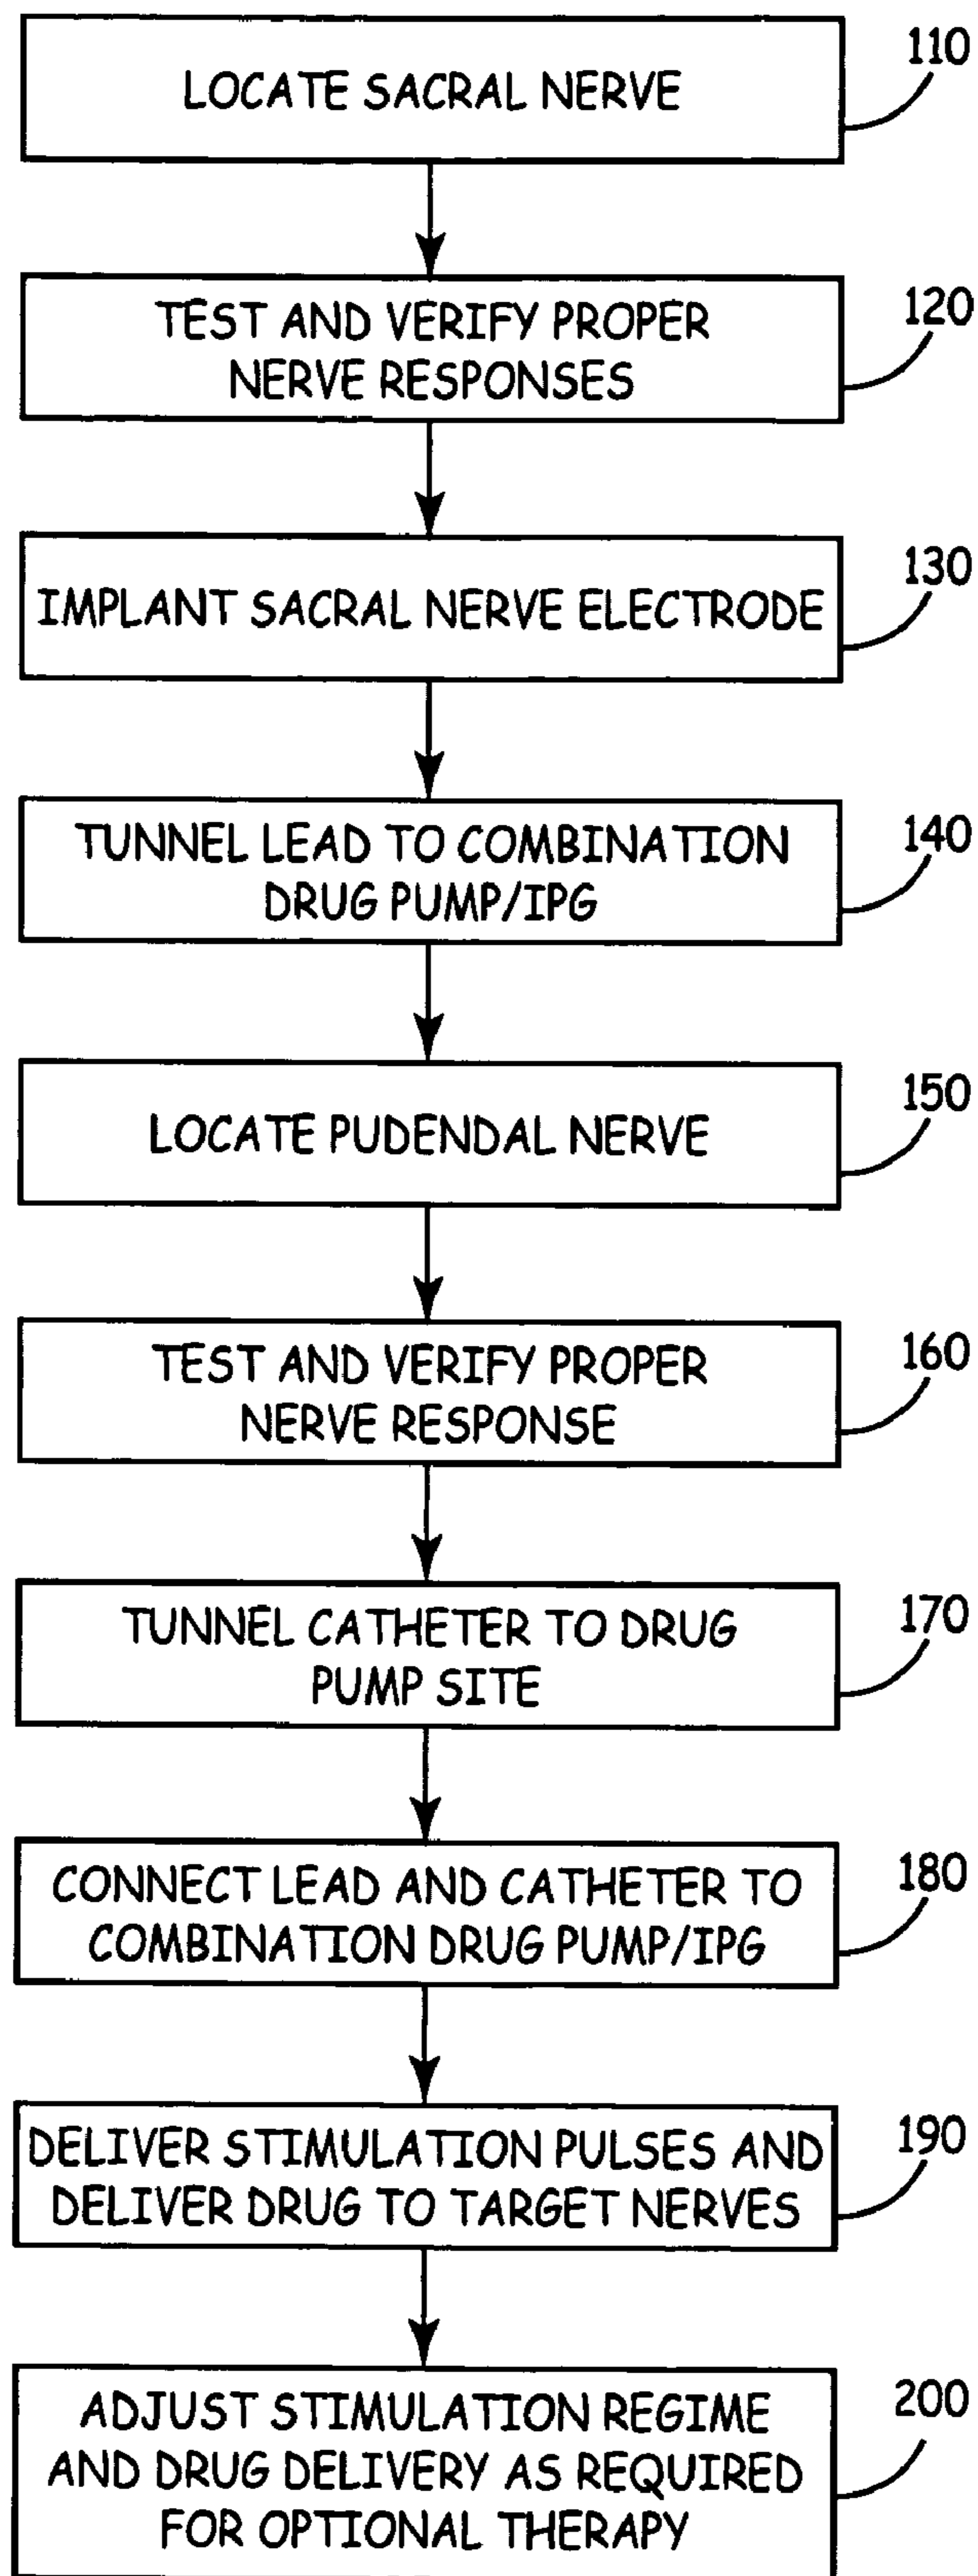 110
LOCATE SACRAL NERVE
120
TEST AND VERIFY PROPER
NERVE RESPONSES
130
IMPLANT SACRAL NERVE ELECTRODE
140
TUNNEL LEAD TO COMBINATION
DRUG PUMP/IPG
150
LOCATE PUDENDAL NERVE
160
TEST AND VERIFY PROPER
NERVE RESPONSE
170
TUNNEL CATHETER TO DRUG
PUMP SITE
180
CONNECT LEAD AND CATHETER TO
COMBINATION DRUG PUMP/IPG
190
DELIVER STIMULATION PULSES AND
DELIVER DRUG TO TARGET NERVES
200
ADJUST STIMULATION REGIME
AND DRUG DELIVERY AS REQUIRED
FOR OPTIONAL THERAPY